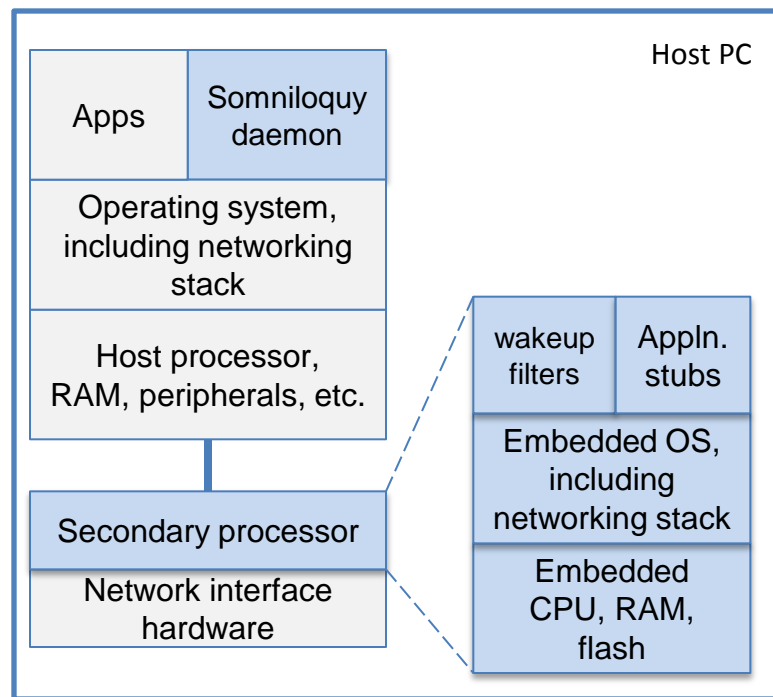 Host PC
Apps
Somniloquy
daemon
Operating system,
including networking
stack
Host processor,
RAM, peripherals, etc.
Secondary processor
Network interface
hardware
wakeup
filters
Appln.
stubs
Embedded OS,
including
networking stack
Embedded
CPU, RAM,
flash